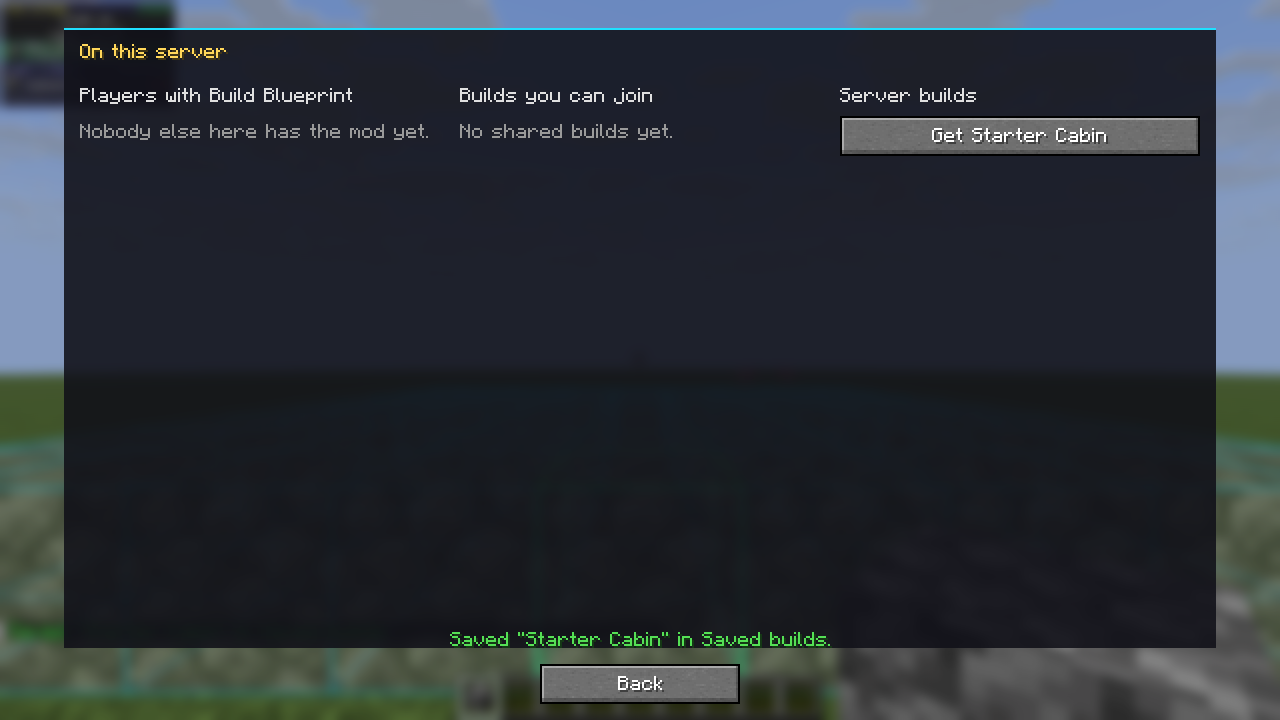 On this server
Players with Build Blueprint
Nobody else here has the mod yet.
Builds you can join
No shared builds yet.
Server builds
Get Starter Cabin
Saved "Starter Cabin" in Saved builds.
Back